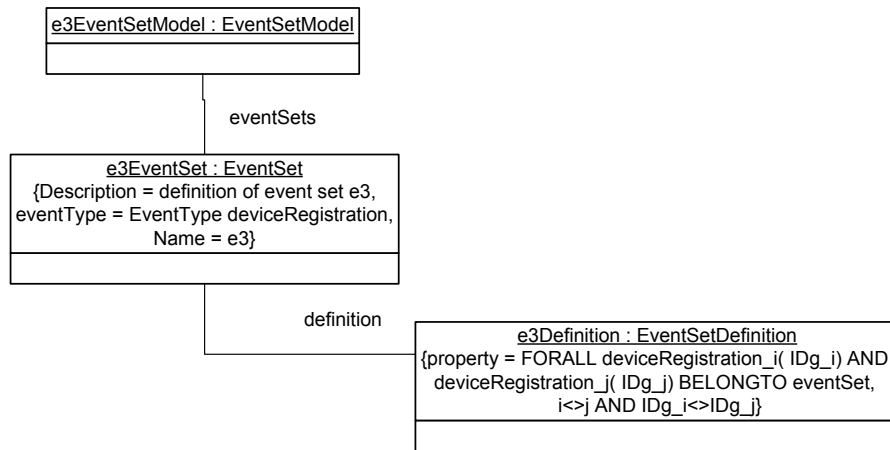 e3EventSetModel : EventSetModel
eventSets
e3EventSet : EventSet
{Description = definition of event set e3,
eventType = EventType deviceRegistration,
Name = e3}
definition
e3Definition : EventSetDefinition
{property = FORALL deviceRegistration_i( IDg_i) AND
deviceRegistration_j( IDg_j) BELONGTO eventSet,
i<>j AND IDg_i<>IDg_j}